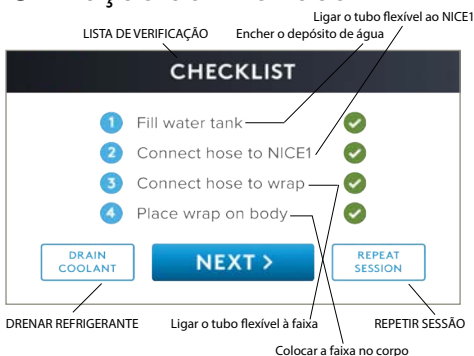 Ligar o tubo flexível ao NICE1
LISTA DE VERIFICAÇÃO
Encher o depósito de água
CHECKLIST
1 Fill water tank
2 Connect hose to NICE1
3 Connect hose to wrap
4 Place wrap on body
DRAIN
COOLANT
NEXT >
REPEAT
SESSION
DRENAR REFRIGERANTE
Ligar o tubo flexível à faixa
REPETIR SESSÃO
Colocar a faixa no corpo